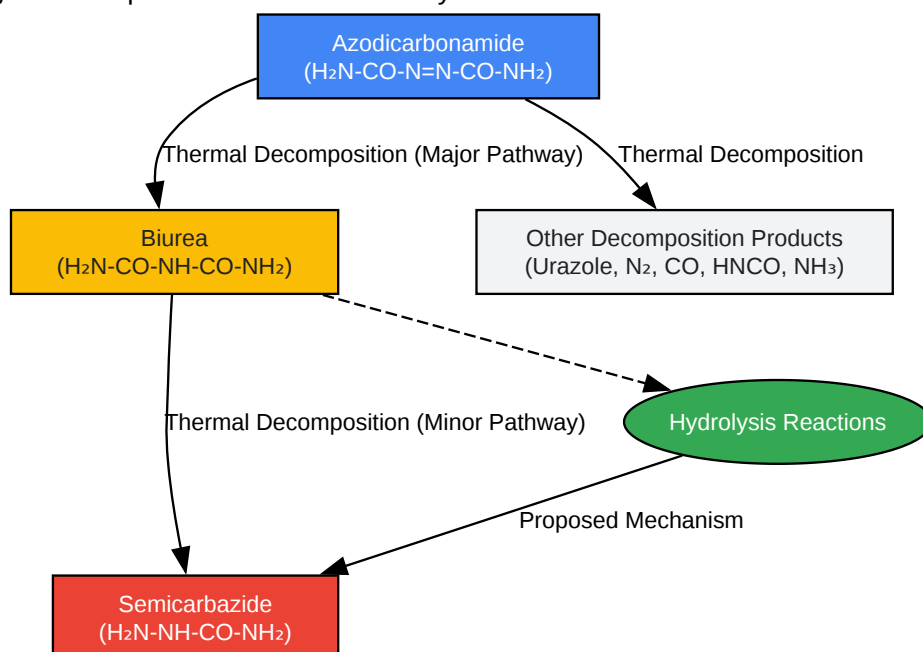 Azodicarbonamide
(H₂N-CO-N=N-CO-NH₂)
Thermal Decomposition (Major Pathway)
Thermal Decomposition
Biurea
(H₂N-CO-NH-CO-NH₂)
Other Decomposition Products
(Urazole, N₂, CO, HNCO, NH₃)
Thermal Decomposition (Minor Pathway)
Hydrolysis Reactions
Proposed Mechanism
Semicarbazide
(H₂N-NH-CO-NH₂)